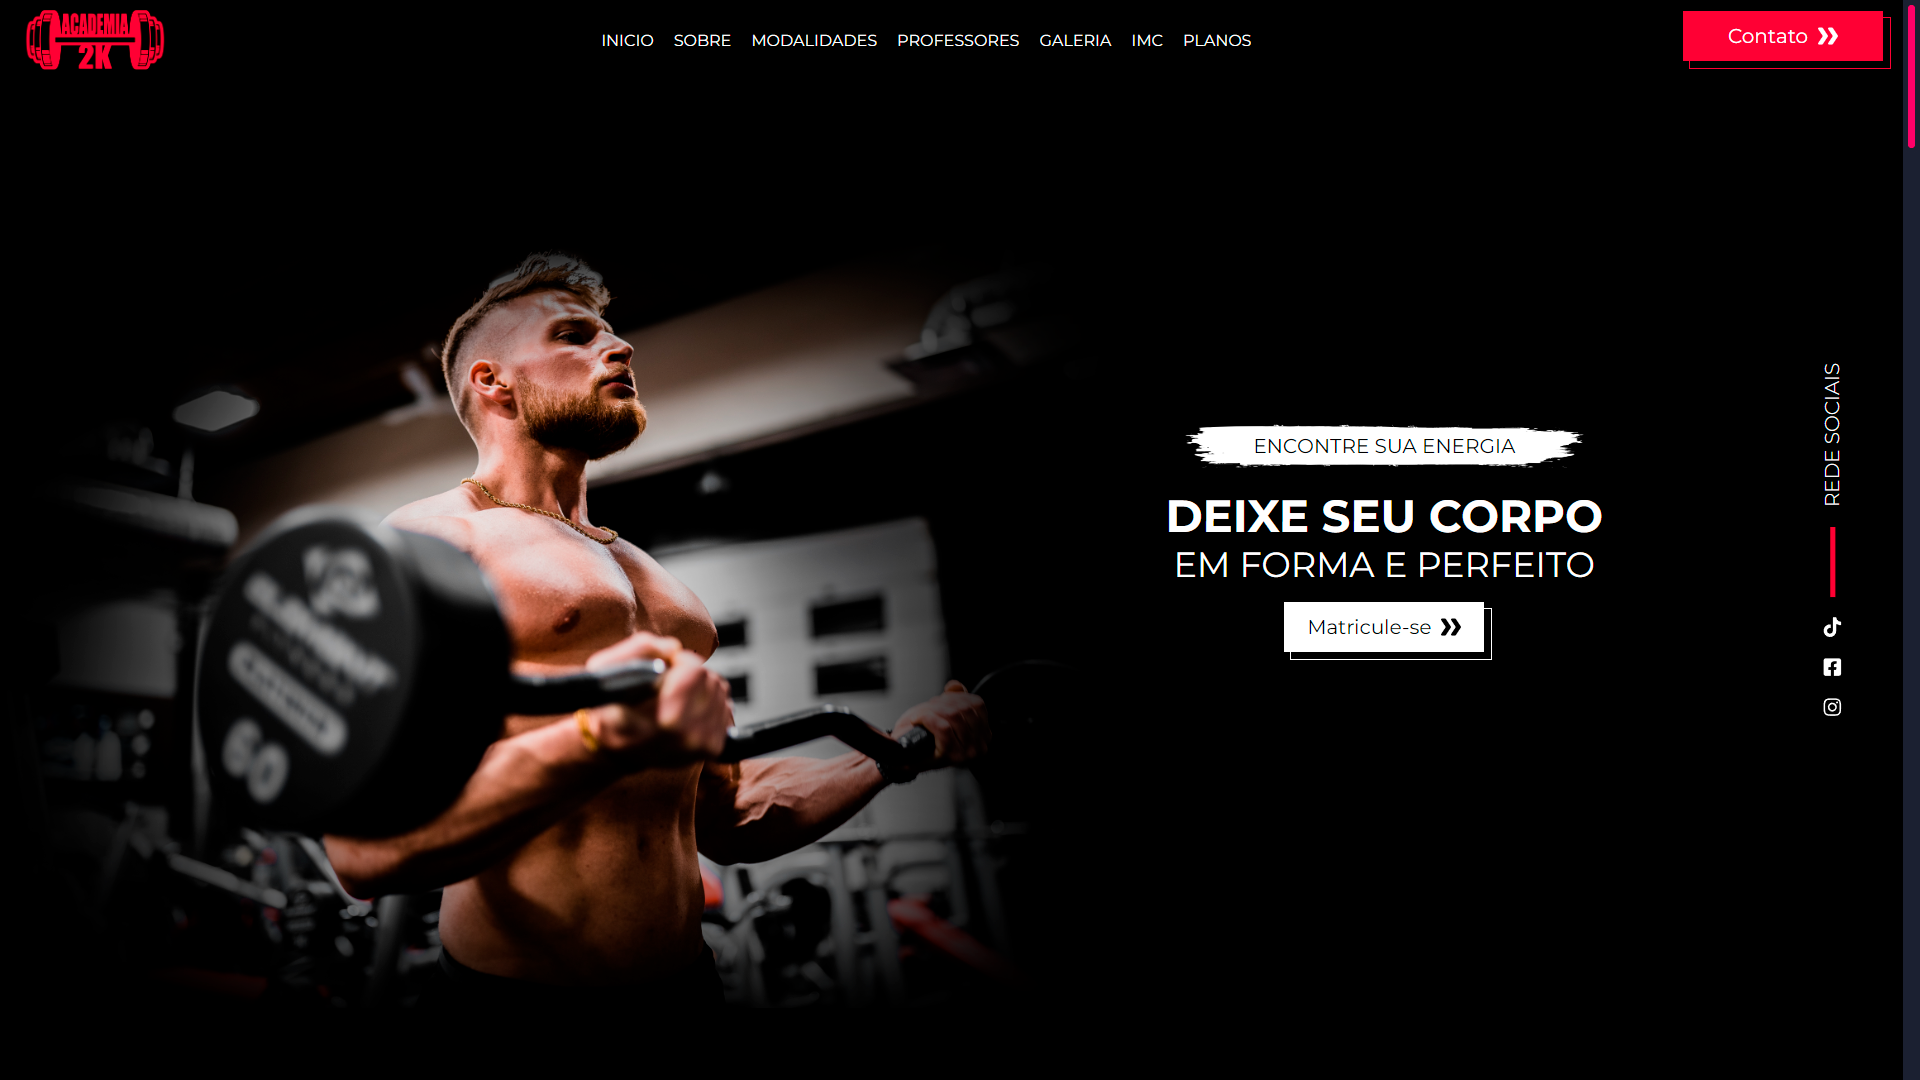 ACADEMIA
2K
INICIO SOBRE MODALIDADES PROFESSORES GALERIA IMC PLANOS
Contato
ENCONTRE SUA ENERGIA
DEIXE SEU CORPO
EM FORMA E PERFEITO
Matricule-se
REDE SOCIAIS
60